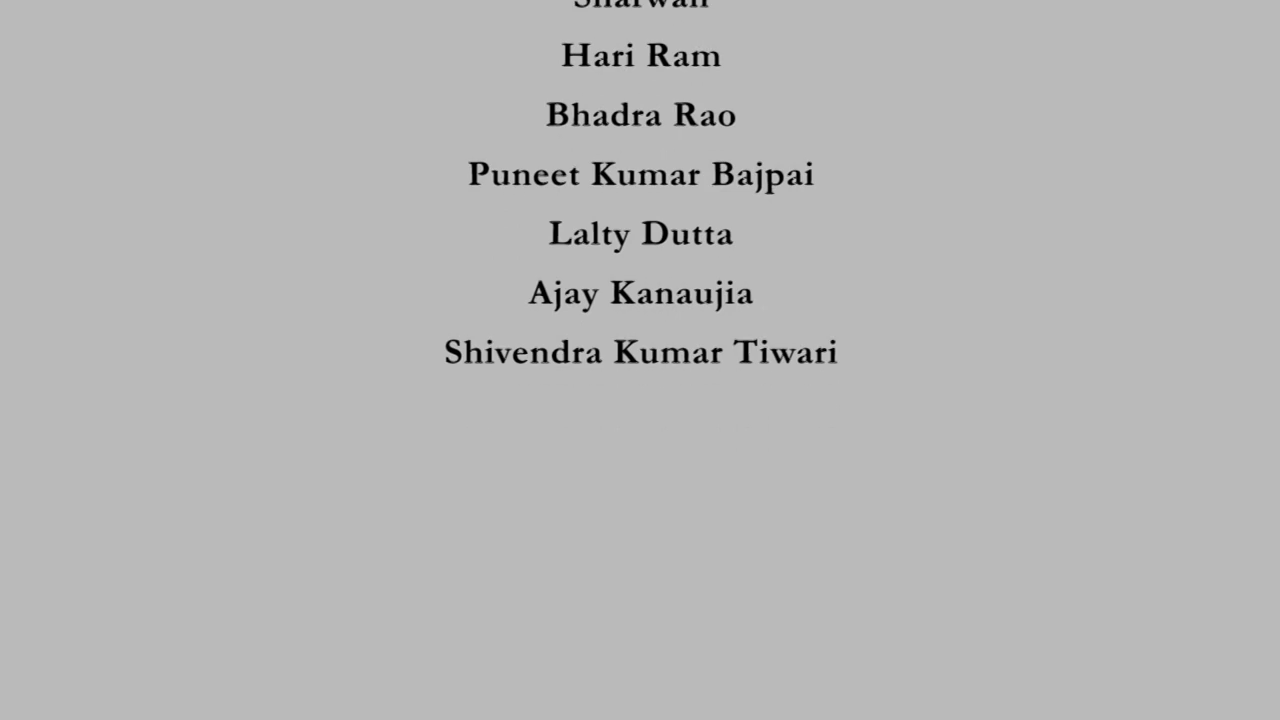 Hari Ram
Bhadra Rao
Puneet Kumar Bajpai
Lalty Dutta
Ajay Kanaujia
Shivendra Kumar Tiwari